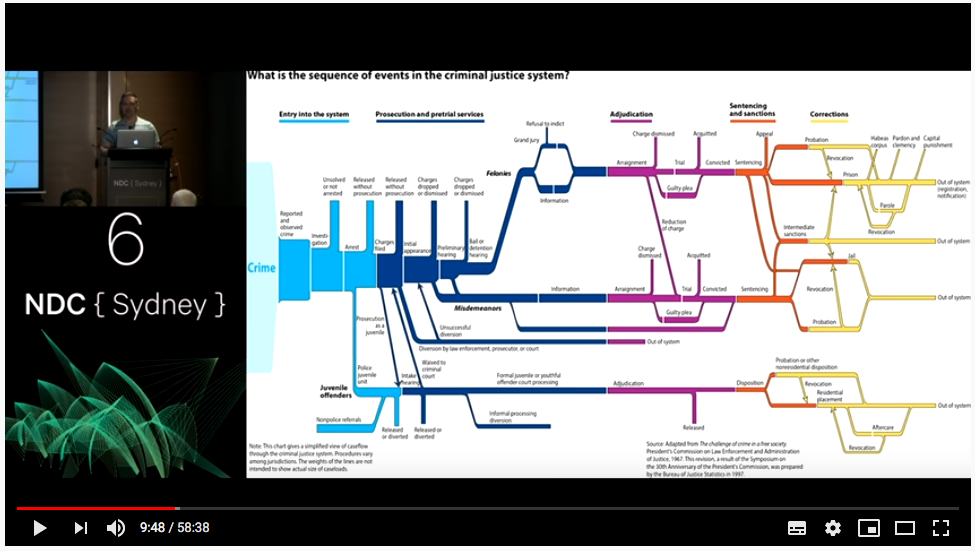 What is the sequence of events in the criminal justice system?
Entry into the system
Prosecution and pretrial services
Adjudication
Sentencing
and sanctions
Corrections
Refusal to indict
Grand jury
Felonies
Information
Charge dismissed
Acquitted
Arraignment
Trial
Convicted
Sentencing
Guilty plea
Appeal
Probation
Revocation
Prison
Habeas
corpus
Pardon and
clemency
Capital
punishment
Out of system
(registration,
notification)
Parole
Revocation
Unsolved
or not
arrested
Released
without
prosecution
Released
without
prosecution
Charges
dropped
or dismissed
Charges
dropped
or dismissed
Reported
and
observed
crime
Investi-
gation
Arrest
Charges
filed
Initial
appearance
Preliminary
hearing
Bail or
detention
hearing
Crime
Reduction
of charge
Intermediate
sanctions
Out of system
Charge
dismissed
Acquitted
Misdemeanors
Information
Arraignment
Trial
Convicted
Sentencing
Guilty plea
Jail
Revocation
Out of system
Probation
Prosecution
as a
juvenile
Unsuccessful
diversion
Diversion by law enforcement, prosecutor, or court
Out of system
Waived to
criminal
court
Police
juvenile
unit
Intake
hearing
Juvenile
offenders
Formal juvenile or youthful
offender court processing
Adjudication
Disposition
Probation or other
nonresidential disposition
Revocation
Residential
placement
Out of system
Aftercare
Revocation
Nonpolice referrals
Released
or diverted
Released or
diverted
Informal processing
diversion
Released
Note: This chart gives a simplified view of caseflow
through the criminal justice system. Procedures vary
among jurisdictions. The weights of the lines are not
intended to show actual size of caseloads.
Source: Adapted from The challenge of crime in a free society.
President's Commission on Law Enforcement and Administration
of Justice, 1967. This revision, a result of the Symposium on
the 30th Anniversary of the President's Commission, was prepared
by the Bureau of Justice Statistics in 1997.
NDC { Sydney }
6
NDC { Sydney }
9:48 / 58:38